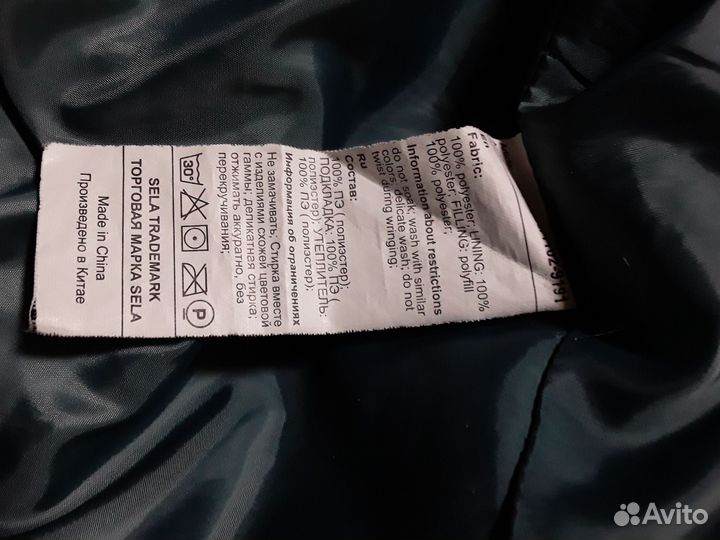 Fabric:
100% polyester; LINING: 100%
polyester; FILLING: polyfill
100% polyester;
Information about restrictions
do not soak; wash with similar
colors, delicate wash; do not
twist during wringing;
RU
Состав:
100% ПЭ ( полиэстер);
ПОДКЛАДКА: 100% ПЭ (
полиэстер); УТЕПЛИТЕЛЬ:
100% ПЭ ( полиэстер);
Информация об ограничениях
Не замачивать; Стирка вместе
с изделиями схожей цветовой
гаммы; деликатная стирка;
отжимать аккуратно, без
перекручивания;
30°
P
SELA TRADEMARK
ТОРГОВАЯ МАРКА SELA
Made in China
Произведено в Китае
Avito